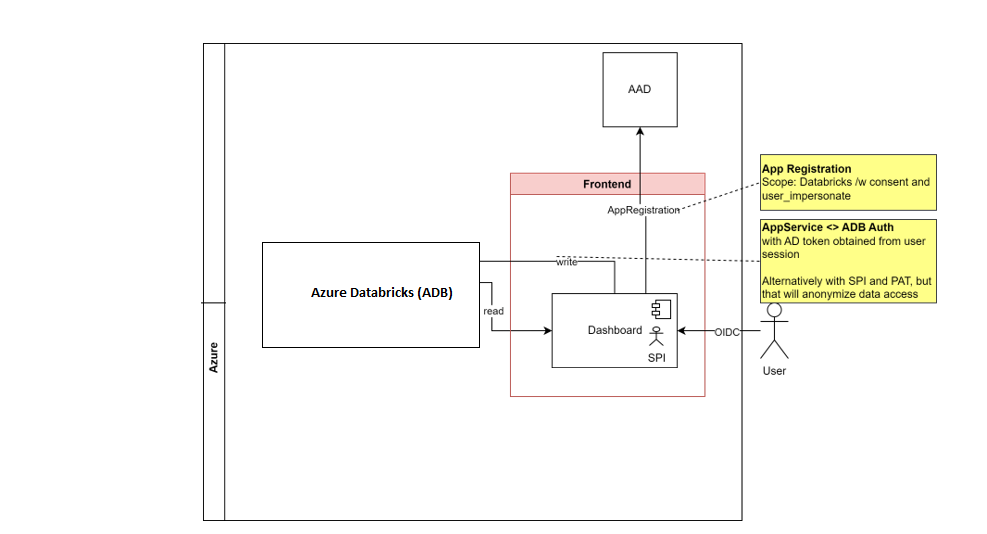 AAD
App Registration
Scope: Databricks /w consent and
user_impersonate
Frontend
AppRegistration
AppService <> ADB Auth
with AD token obtained from user
session
Alternatively with SPI and PAT, but
that will anonymize data access
write
Azure Databricks (ADB)
read
Dashboard
SPI
OIDC
User
Azure